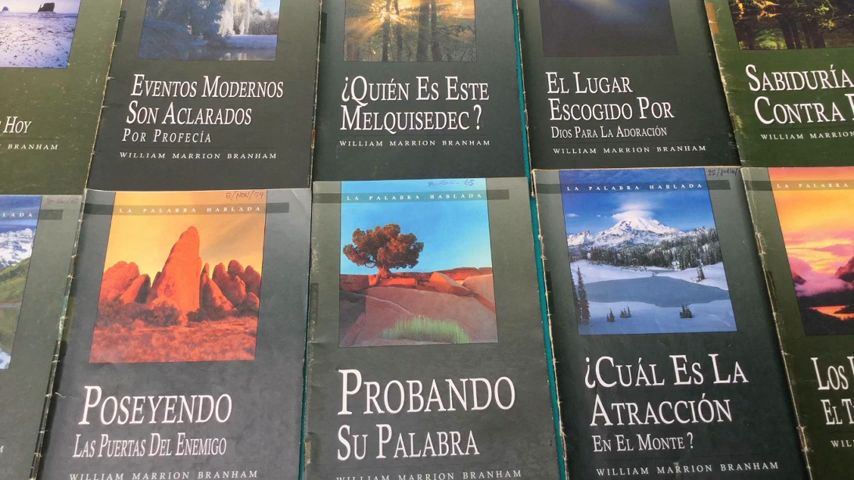 HOY
EVENTOS MODERNOS
SON ACLARADOS
POR PROFECÍA
WILLIAM MARRION BRANHAM
¿QUIÉN ES ESTE
MELQUISEDEC?
WILLIAM MARRION BRANHAM
EL LUGAR
ESCOGIDO POR
DIOS PARA LA ADORACIÓN
WILLIAM MARRION BRANHAM
SABIDURÍA
CONTRA
WILLIAM MARRION
HABLADA
LA PALABRA HABLADA
POSEYENDO
LAS PUERTAS DEL ENEMIGO
WILLIAM MARRION BRANHAM
LA PALABRA HABLADA
PROBANDO
SU PALABRA
WILLIAM MARRION BRANHAM
LA PALABRA HABLADA
¿CUÁL ES LA
ATRACCIÓN
EN EL MONTE?
WILLIAM MARRION BRANHAM
LA PALABRA
LOS
EL